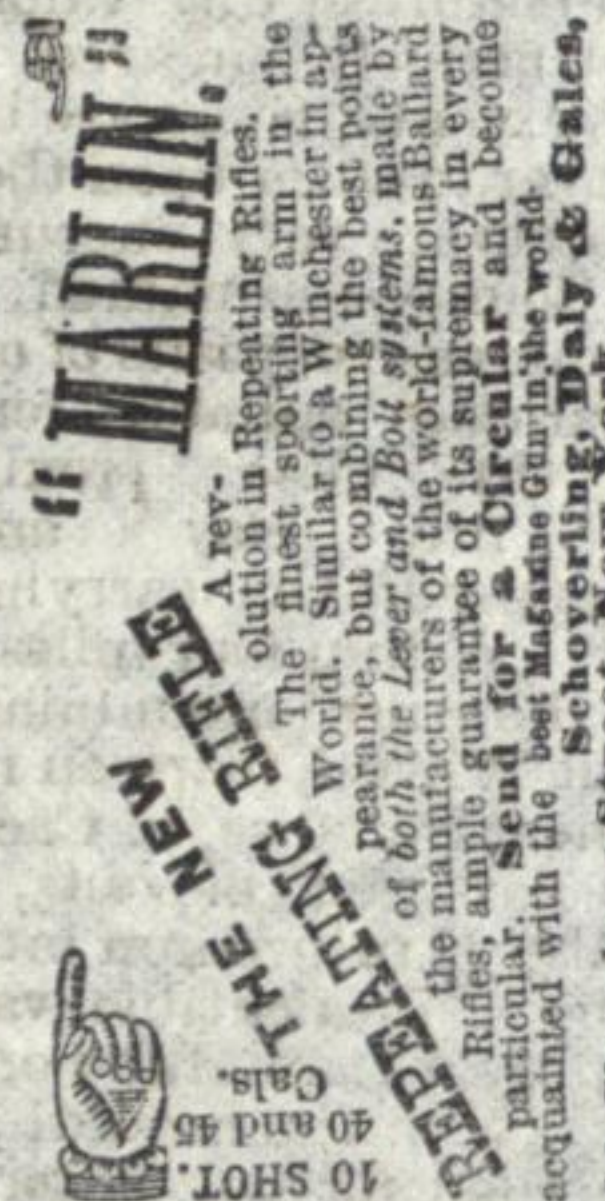 "MARLIN."
THE NEW
REPEATING RIFLE
10 SHOT.
40 and 45
Cals.
A rev-
olution in Repeating Rifles.
The finest sporting arm in the
World. Similar to a Winchester in ap-
pearance, but combining the best points
of both the Lever and Bolt systems, made by
the manufacturers of the world-famous Ballard
Rifles, ample guarantee of its supremacy in every
particular. Send for a Circular and become
acquainted with the best Magazine Gun in the world.
Schoverling, Daly & Gales,
Street, New York